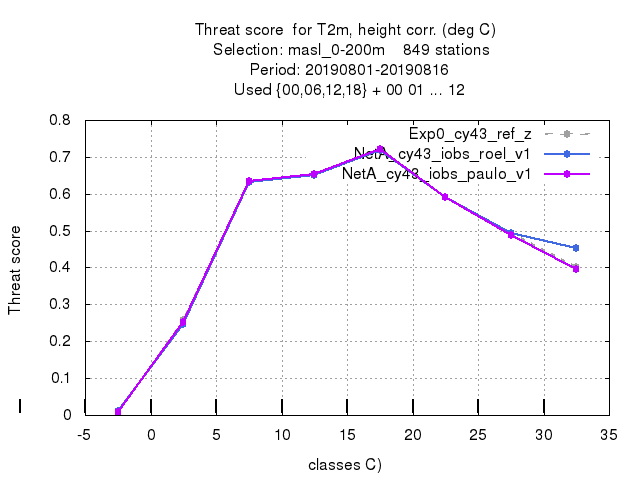 Threat score  for T2m, height corr. (deg C)
Selection: masl_0-200m    849 stations
Period: 20190801-20190816
Used {00,06,12,18} + 00 01 ... 12
Exp0_cy43_ref_z
NetA_cy43_iobs_roel_v1
NetA_cy43_iobs_paulo_v1
0.8
0.7
0.6
0.5
0.4
0.3
0.2
0.1
0
Threat score
-5 0 5 10 15 20 25 30 35
classes C)